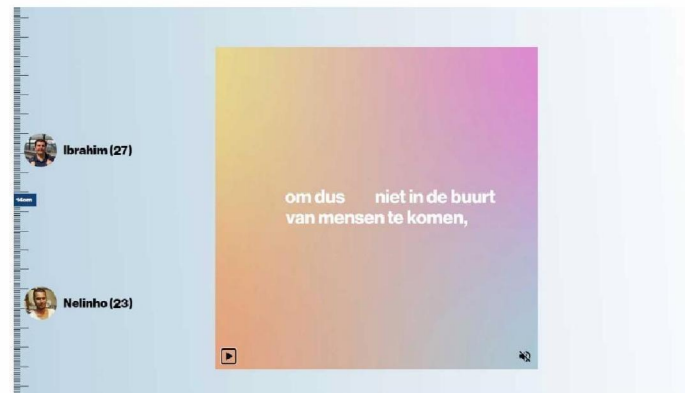 Ibrahim (27)
om dus niet in de buurt
van mensen te komen,
Nelinho (23)